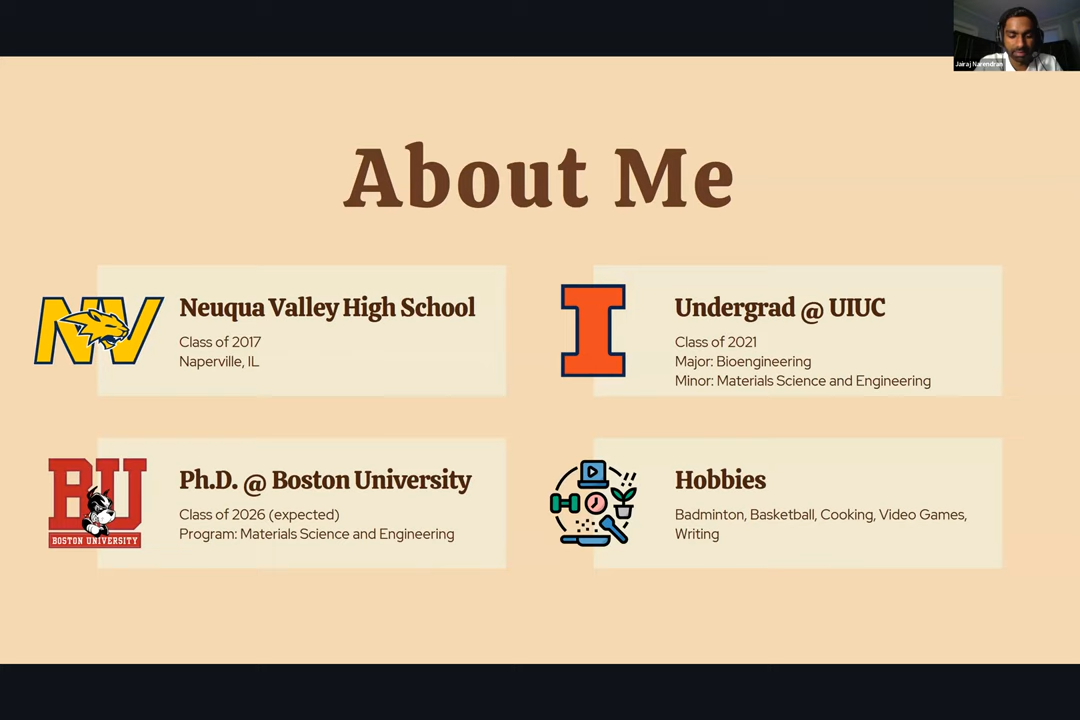 Jairaj Narendran
About Me
Neuqua Valley High School
Class of 2017
Naperville, IL
Undergrad @ UIUC
Class of 2021
Major: Bioengineering
Minor: Materials Science and Engineering
Ph.D. @ Boston University
Class of 2026 (expected)
Program: Materials Science and Engineering
Hobbies
Badminton, Basketball, Cooking, Video Games,
Writing
NV
I
BU
BOSTON UNIVERSITY